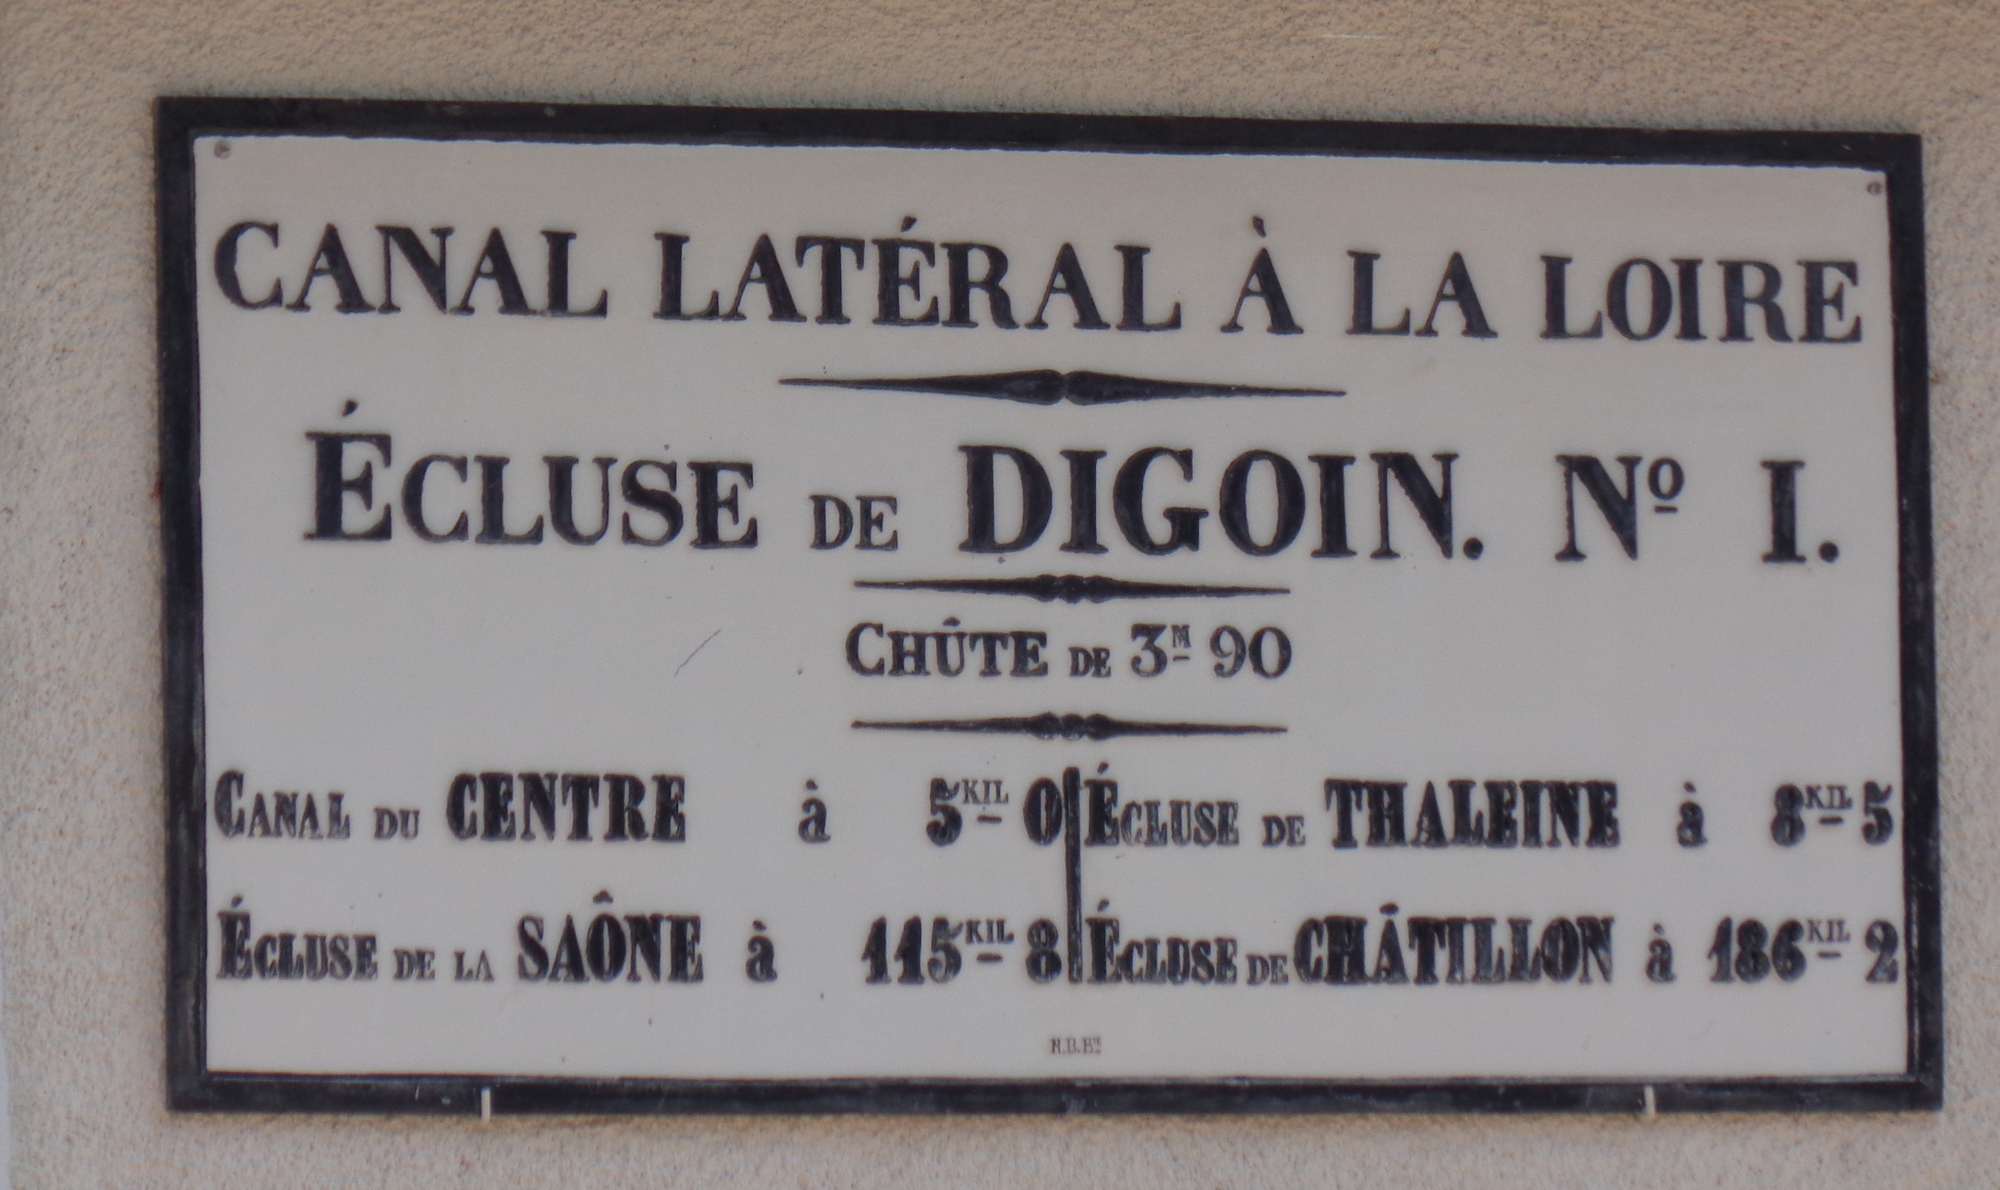 CANAL LATÉRAL À LA LOIRE
ÉCLUSE DE DIGOIN. Nº I.
CHÛTE DE 3ᴹ 90
CANAL DU CENTRE à 5ᴷᴵᴸ 0
ÉCLUSE DE LA SAÔNE à 115ᴷᴵᴸ 8
ÉCLUSE DE THALEINE à 8ᴷᴵᴸ 5
ÉCLUSE DE CHÂTILLON à 186ᴷᴵᴸ 2